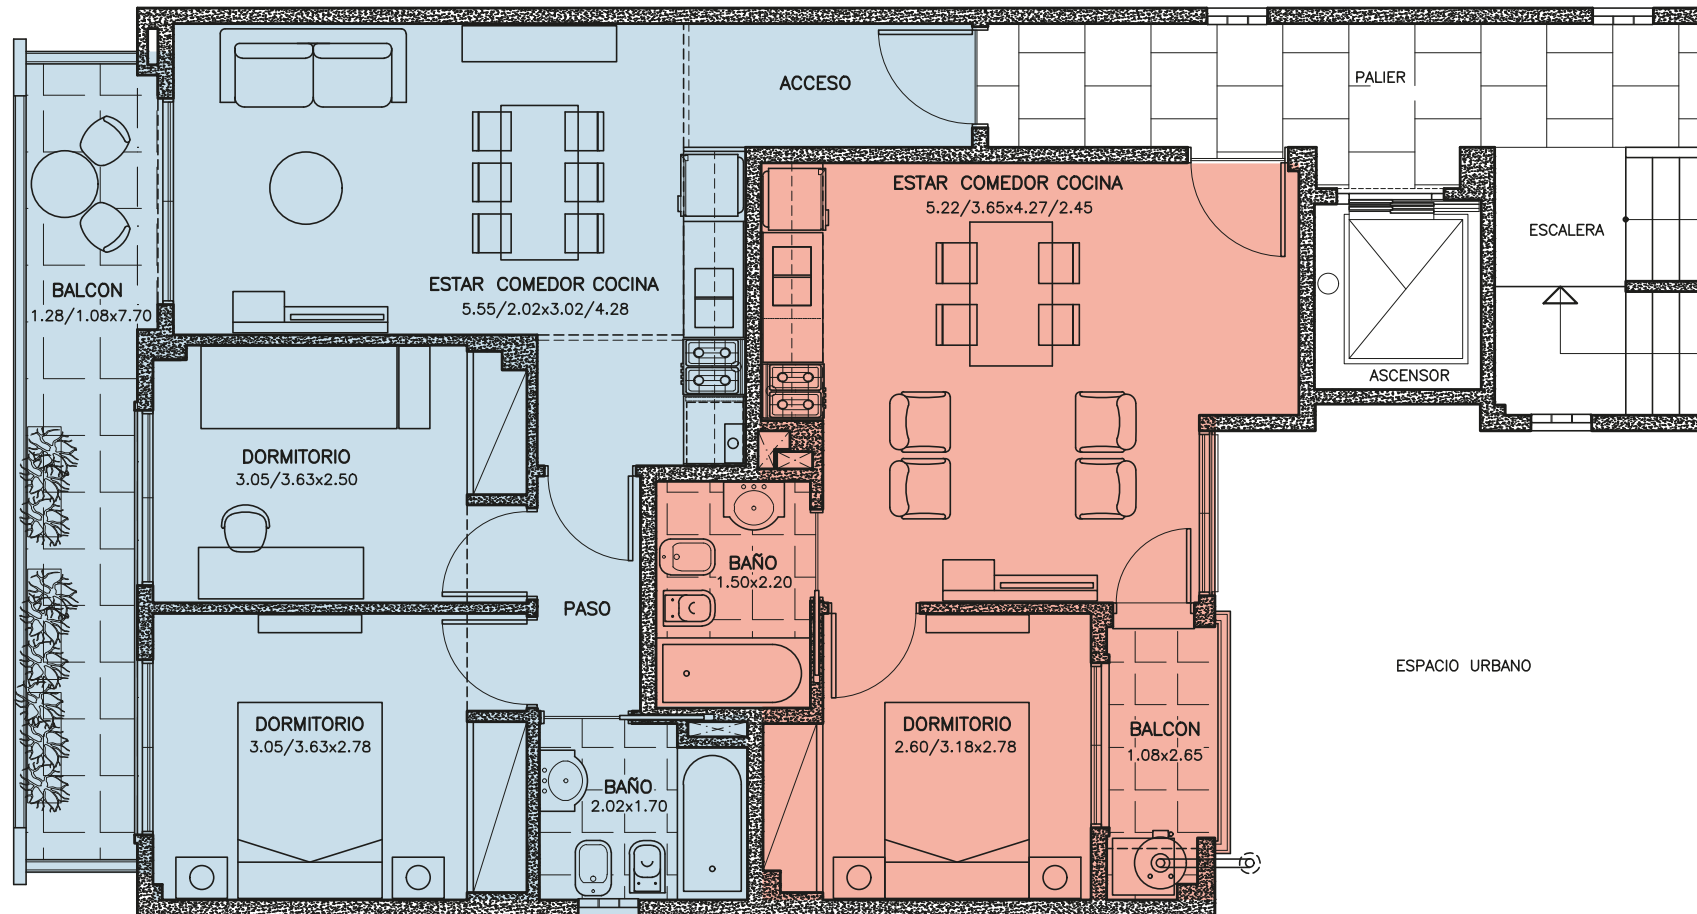 ACCESO
PALIER
ESTAR COMEDOR COCINA
5.22/3.65x4.27/2.45
ESCALERA
BALCON
1.28/1.08x7.70
ESTAR COMEDOR COCINA
5.55/2.02x3.02/4.28
ASCENSOR
DORMITORIO
3.05/3.63x2.50
BAÑO
1.50x2.20
PASO
ESPACIO URBANO
DORMITORIO
3.05/3.63x2.78
DORMITORIO
2.60/3.18x2.78
BALCON
1.08x2.65
BAÑO
2.02x1.70